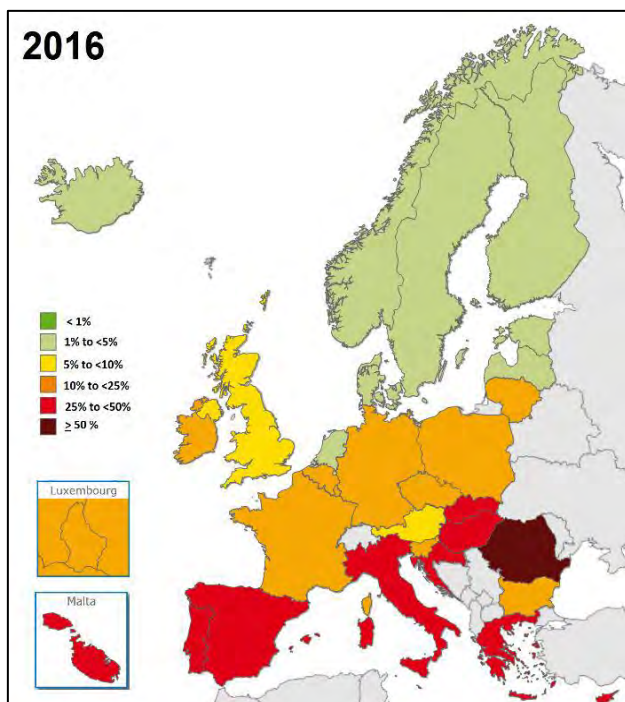 2016
< 1%
1% to <5%
5% to <10%
10% to <25%
25% to <50%
≥ 50 %
Luxembourg
Malta